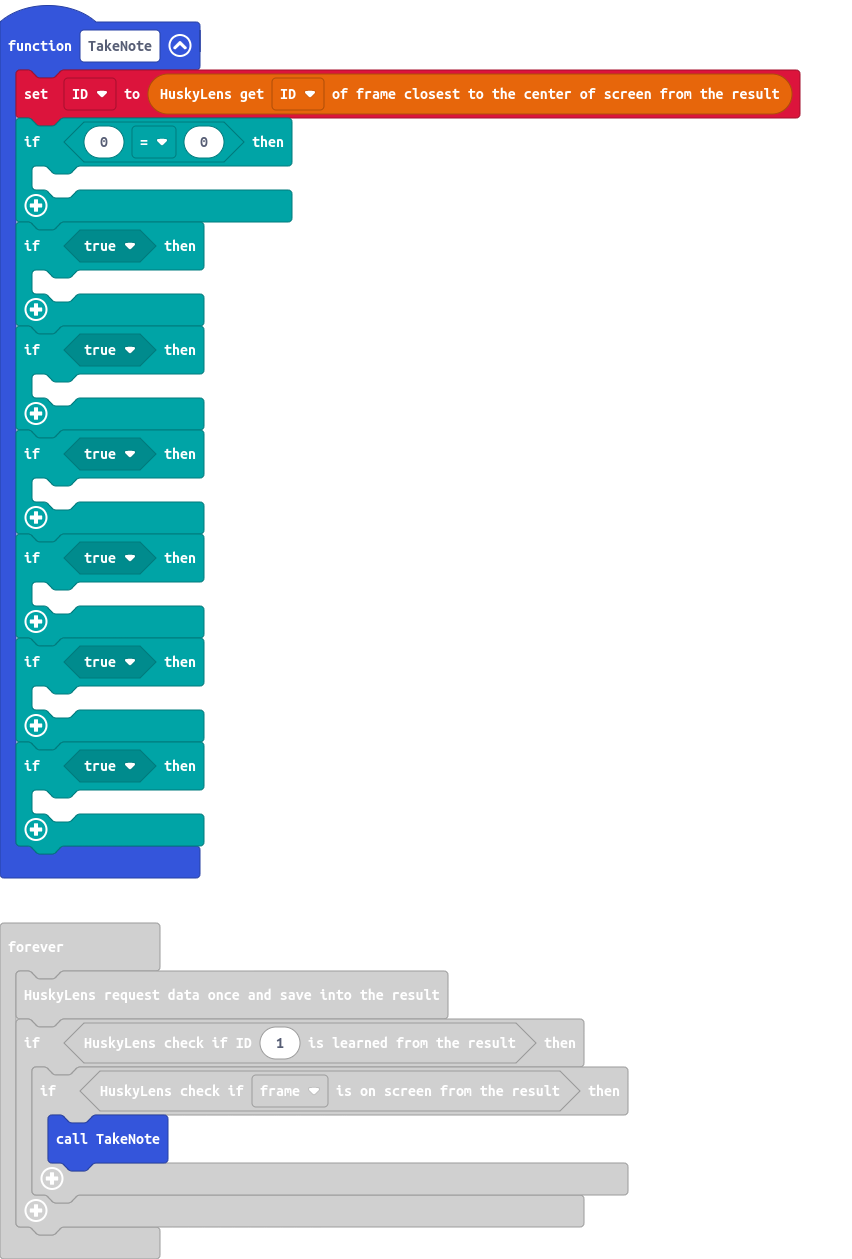 function TakeNote
set ID to HuskyLens get ID of frame closest to the center of screen from the result
if 0 = 0 then
if true then
if true then
if true then
if true then
if true then
if true then
forever
HuskyLens request data once and save into the result
if HuskyLens check if ID 1 is learned from the result then
if HuskyLens check if frame is on screen from the result then
call TakeNote